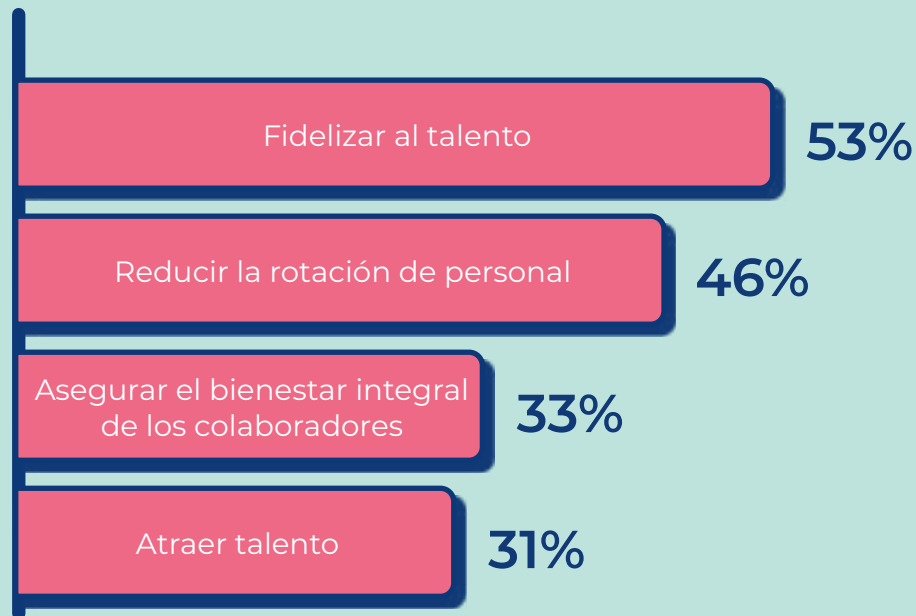 Fidelizar al talento
53%
Reducir la rotación de personal
46%
Asegurar el bienestar integral
de los colaboradores
33%
Atraer talento
31%